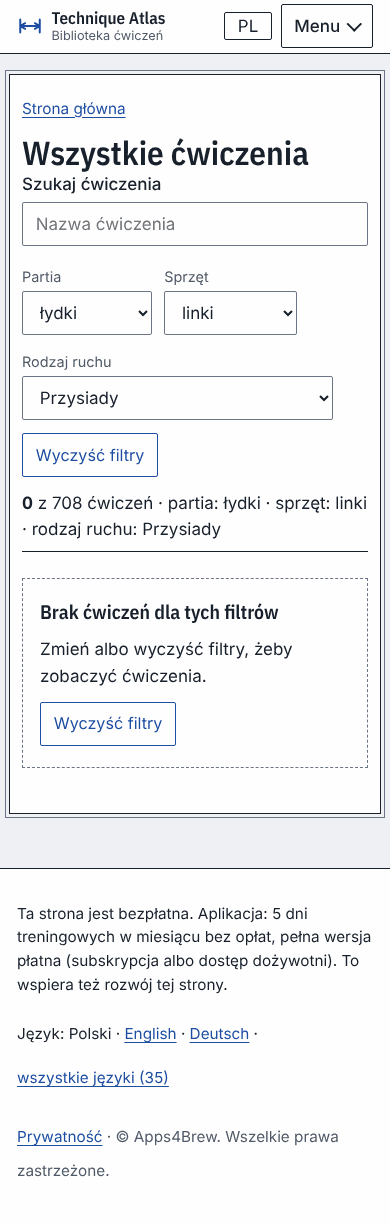 Technique Atlas
Biblioteka ćwiczeń
PL
Menu
Strona główna
Wszystkie ćwiczenia
Szukaj ćwiczenia
Nazwa ćwiczenia
Partia
Sprzęt
łydki
linki
Rodzaj ruchu
Przysiady
Wyczyść filtry
0 z 708 ćwiczeń · partia: łydki · sprzęt: linki
· rodzaj ruchu: Przysiady
Brak ćwiczeń dla tych filtrów
Zmień albo wyczyść filtry, żeby
zobaczyć ćwiczenia.
Wyczyść filtry
Ta strona jest bezpłatna. Aplikacja: 5 dni
treningowych w miesiącu bez opłat, pełna wersja
płatna (subskrypcja albo dostęp dożywotni). To
wspiera też rozwój tej strony.
Język: Polski · English · Deutsch ·
wszystkie języki (35)
Prywatność · © Apps4Brew. Wszelkie prawa
zastrzeżone.